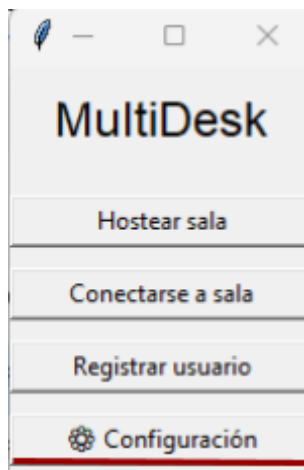 MultiDesk
Hostear sala
Conectarse a sala
Registrar usuario
⚙ Configuración